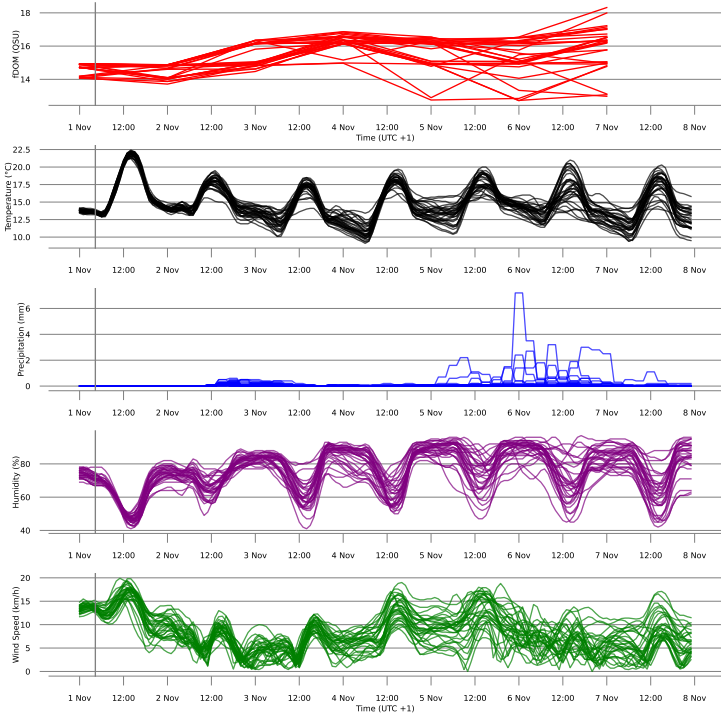 18
16
14
fDOM (QSU)
1 Nov 12:00 2 Nov 12:00 3 Nov 12:00 4 Nov 12:00 5 Nov 12:00 6 Nov 12:00 7 Nov 12:00 8 Nov
Time (UTC +1)
22.5
20.0
17.5
15.0
12.5
10.0
Temperature (°C)
1 Nov 12:00 2 Nov 12:00 3 Nov 12:00 4 Nov 12:00 5 Nov 12:00 6 Nov 12:00 7 Nov 12:00 8 Nov
6
4
2
0
Precipitation (mm)
1 Nov 12:00 2 Nov 12:00 3 Nov 12:00 4 Nov 12:00 5 Nov 12:00 6 Nov 12:00 7 Nov 12:00 8 Nov
80
60
40
Humidity (%)
1 Nov 12:00 2 Nov 12:00 3 Nov 12:00 4 Nov 12:00 5 Nov 12:00 6 Nov 12:00 7 Nov 12:00 8 Nov
20
15
10
5
0
Wind Speed (km/h)
1 Nov 12:00 2 Nov 12:00 3 Nov 12:00 4 Nov 12:00 5 Nov 12:00 6 Nov 12:00 7 Nov 12:00 8 Nov
Time (UTC +1)